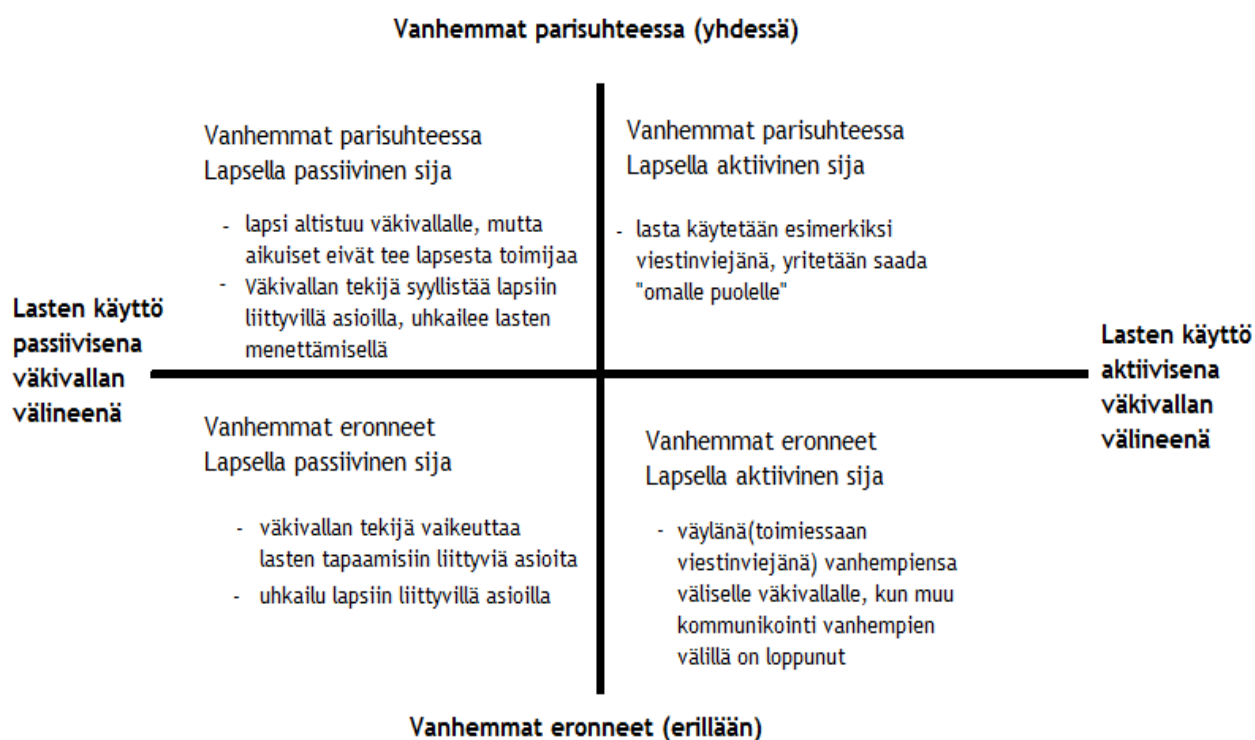 Vanhemmat parisuhteessa (yhdessä)
Vanhemmat parisuhteessa
Lapsella passiivinen sija
- lapsi altistuu väkivallalle, mutta
aikuiset eivät tee lapsesta toimijaa
- Väkivallan tekijä syyllistää lapsiin
liittyvillä asioilla, uhkailee lasten
menettämisellä
Vanhemmat parisuhteessa
Lapsella aktiivinen sija
- lasta käytetään esimerkiksi
viestinviejänä, yritetään saada
"omalle puolelle"
Lasten käyttö
passiivisena
väkivallan
välineenä
Lasten käyttö
aktiivisena
väkivallan
välineenä
Vanhemmat eronneet
Lapsella passiivinen sija
- väkivallan tekijä vaikeuttaa
lasten tapaamisiin liittyviä asioita
- uhkailu lapsiin liittyvillä asioilla
Vanhemmat eronneet
Lapsella aktiivinen sija
- väylänä(toimiessaan
viestinviejänä) vanhempiensa
väliselle väkivallalle, kun muu
kommunikointi vanhempien
välillä on loppunut
Vanhemmat eronneet (erillään)